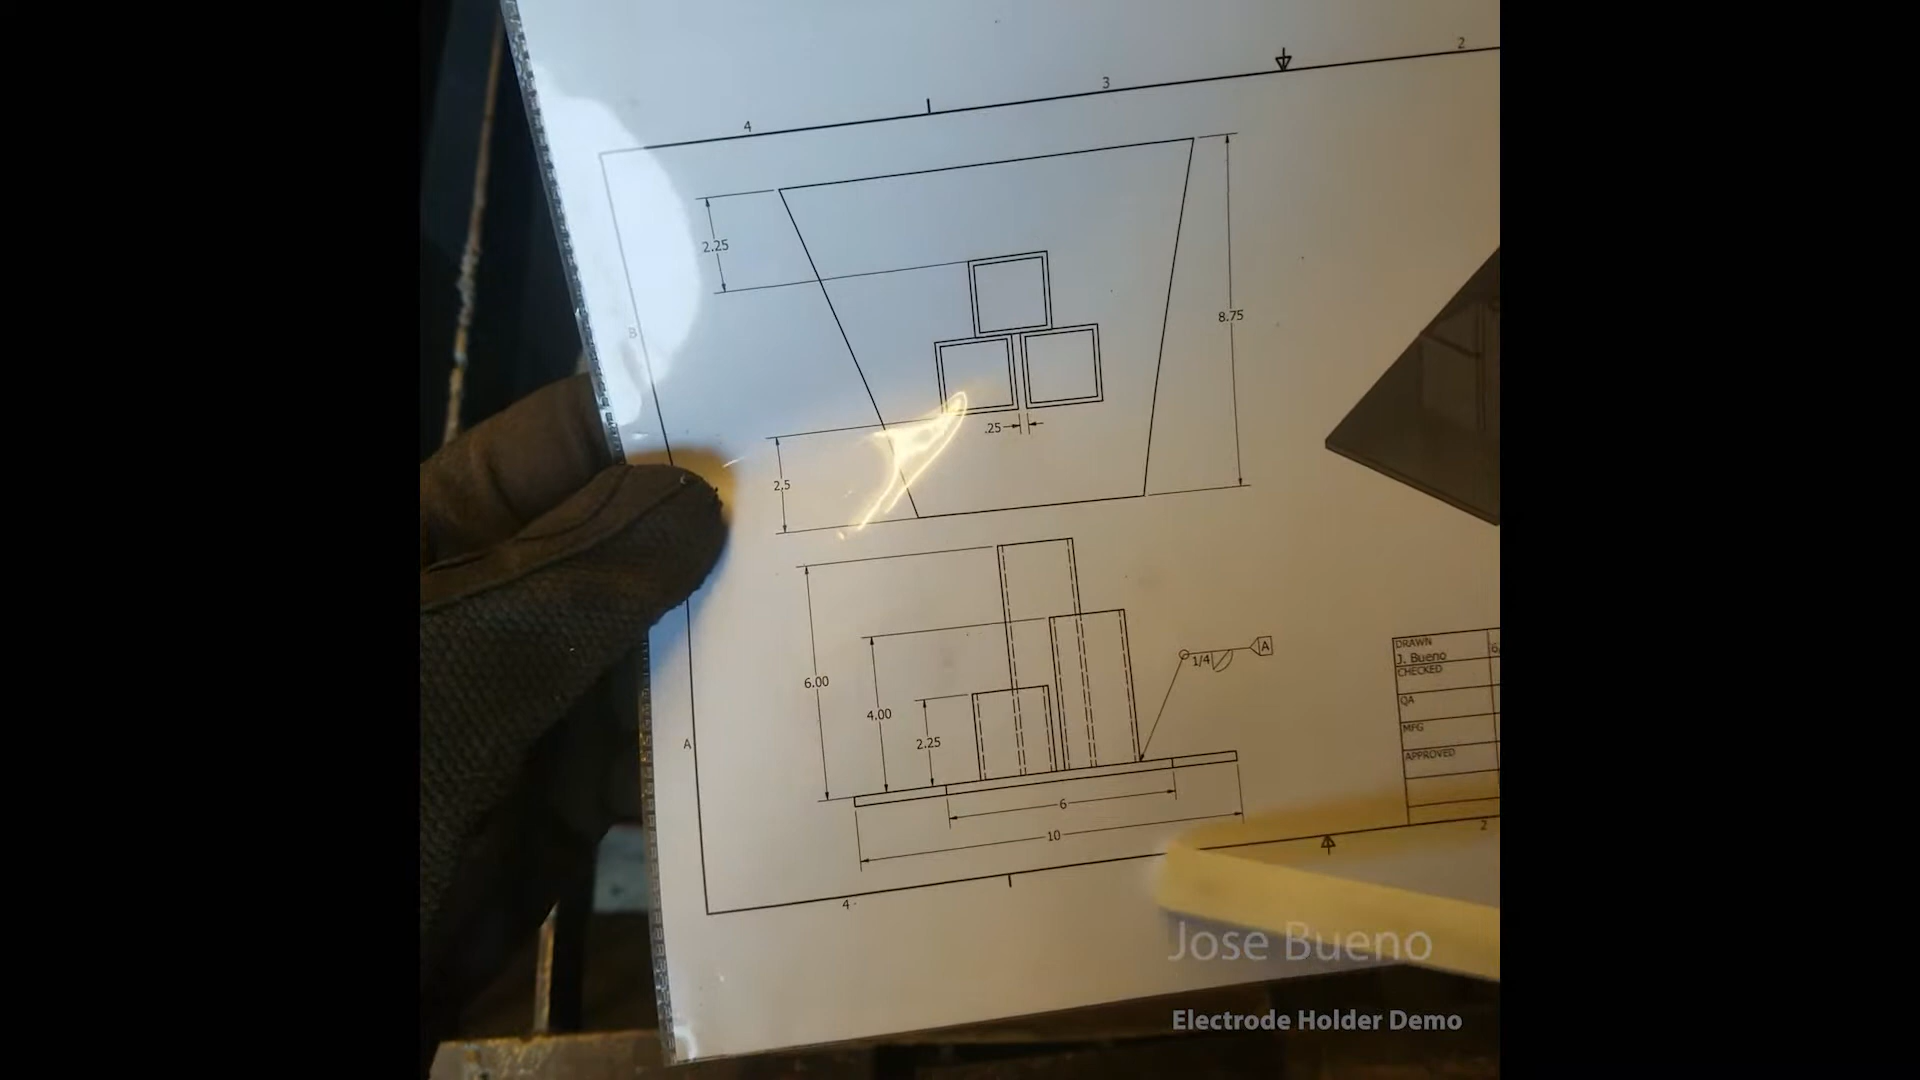 4
3
2
2.25
B
8.75
.25
2.5
6.00
4.00
2.25
1/4
A
A
6
10
4
2
DRAWN
J. Bueno
CHECKED
QA
MFG
APPROVED
Jose Bueno
Electrode Holder Demo